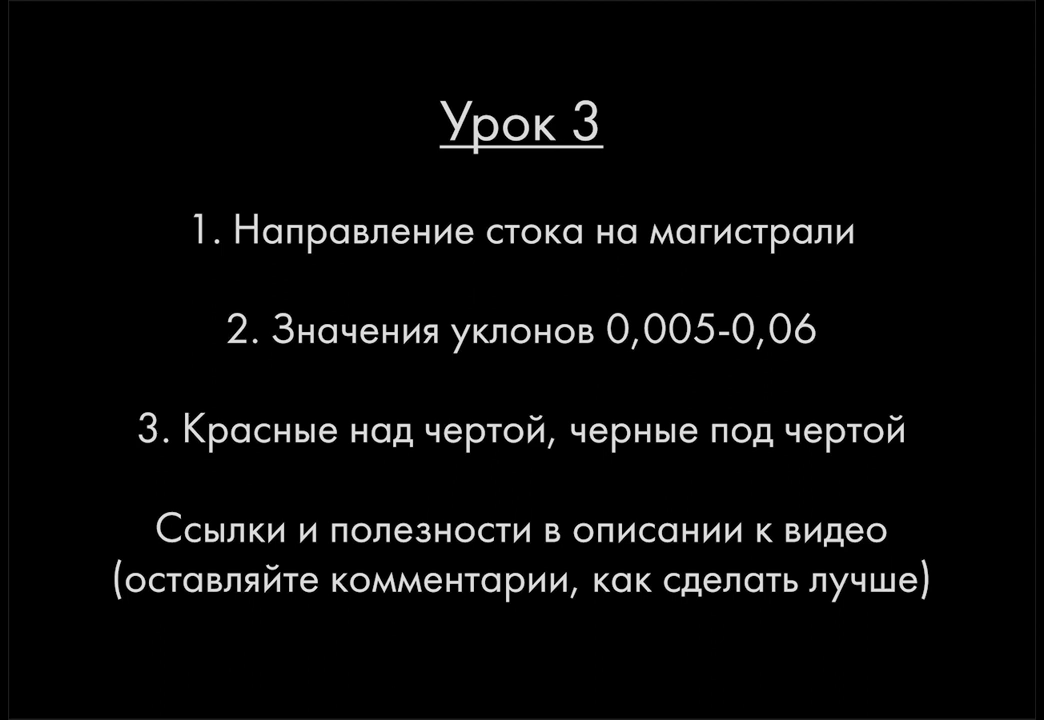 Урок 3
1. Направление стока на магистрали
2. Значения уклонов 0,005-0,06
3. Красные над чертой, черные под чертой
Ссылки и полезности в описании к видео
(оставляйте комментарии, как сделать лучше)